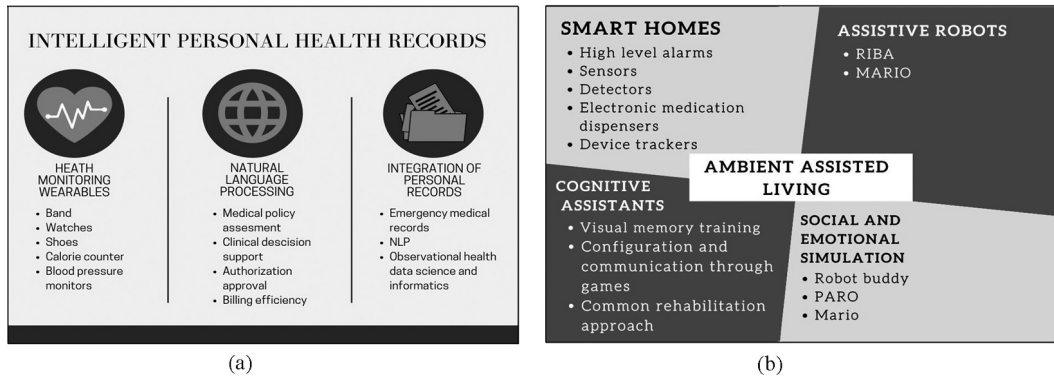 INTELLIGENT PERSONAL HEALTH RECORDS
HEATH
MONITORING
WEARABLES
• Band
• Watches
• Shoes
• Calorie counter
• Blood pressure
monitors
NATURAL
LANGUAGE
PROCESSING
• Medical policy
assesment
• Clinical descision
support
• Authorization
approval
• Billing efficiency
INTEGRATION OF
PERSONAL
RECORDS
• Emergency medical
records
• NLP
• Observational health
data science and
informatics
(a)
SMART HOMES
• High level alarms
• Sensors
• Detectors
• Electronic medication
dispensers
• Device trackers
ASSISTIVE ROBOTS
• RIBA
• MARIO
AMBIENT ASSISTED
LIVING
COGNITIVE
ASSISTANTS
• Visual memory training
• Configuration and
communication through
games
• Common rehabilitation
approach
SOCIAL AND
EMOTIONAL
SIMULATION
• Robot buddy
• PARO
• Mario
(b)